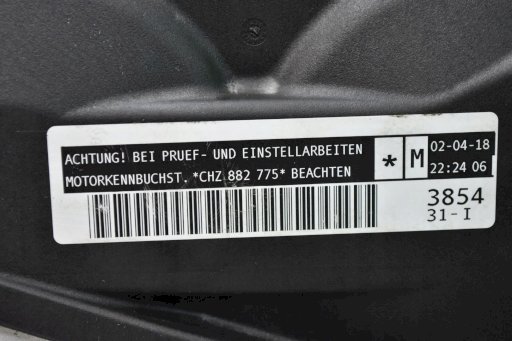 ACHTUNG! BEI PRUEF- UND EINSTELLARBEITEN
MOTORKENNBUCHST. *CHZ 882 775* BEACHTEN
* M
02-04-18
22:24 06
3854
31-I